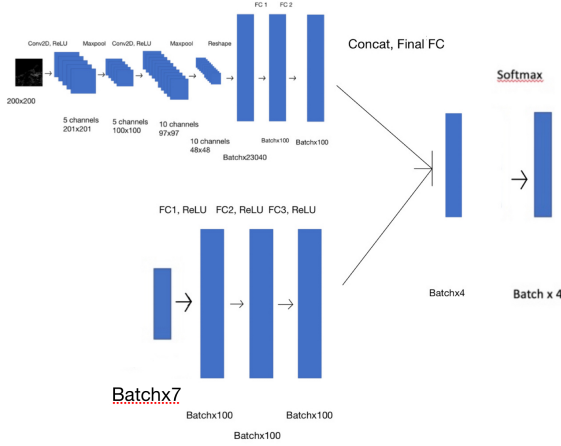 FC 1 FC 2
Conv2D, ReLU Maxpool Conv2D, ReLU Maxpool Reshape
Concat, Final FC
Softmax
200x200
5 channels
201x201
5 channels
100x100
10 channels
97x97
10 channels
48x48
Batchx23040
Batchx100
Batchx100
FC1, ReLU FC2, ReLU FC3, ReLU
Batchx4
Batch x 4
Batchx7
Batchx100
Batchx100
Batchx100